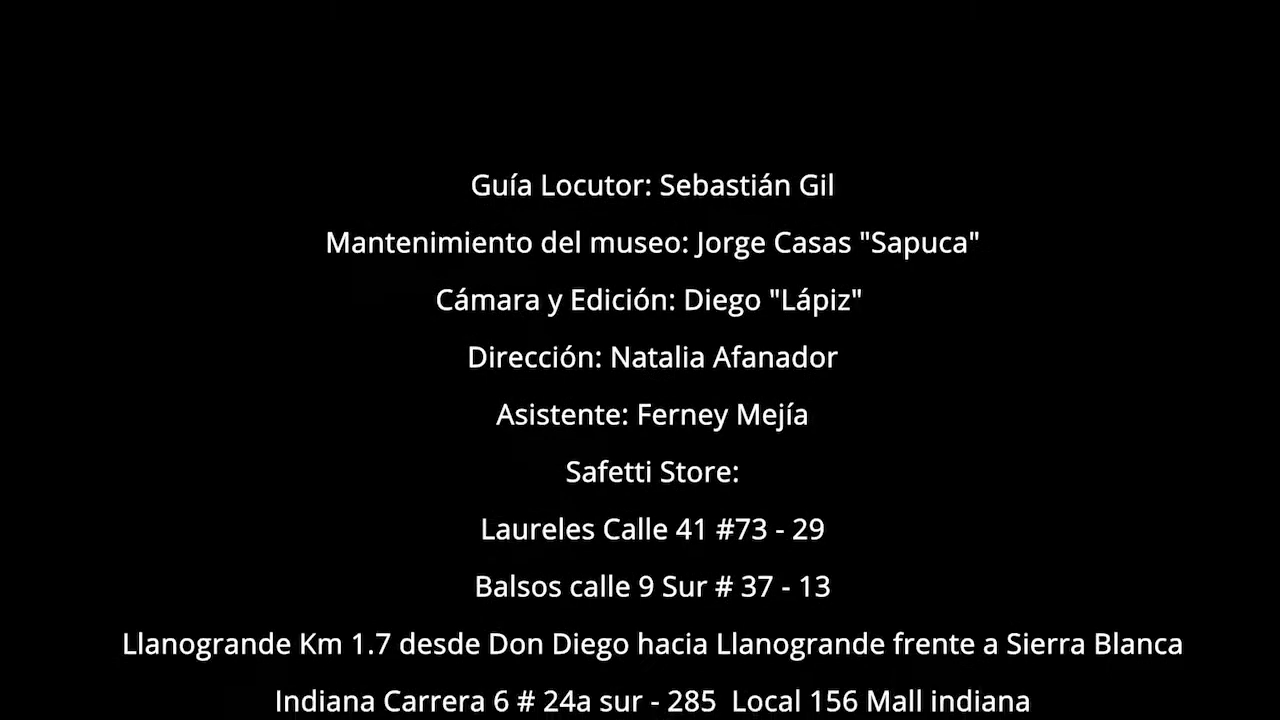 Guía Locutor: Sebastián Gil
Mantenimiento del museo: Jorge Casas "Sapuca"
Cámara y Edición: Diego "Lápiz"
Dirección: Natalia Afanador
Asistente: Ferney Mejía
Safetti Store:
Laureles Calle 41 #73 - 29
Balsos calle 9 Sur # 37 - 13
Llanogrande Km 1.7 desde Don Diego hacia Llanogrande frente a Sierra Blanca
Indiana Carrera 6 # 24a sur - 285 Local 156 Mall indiana